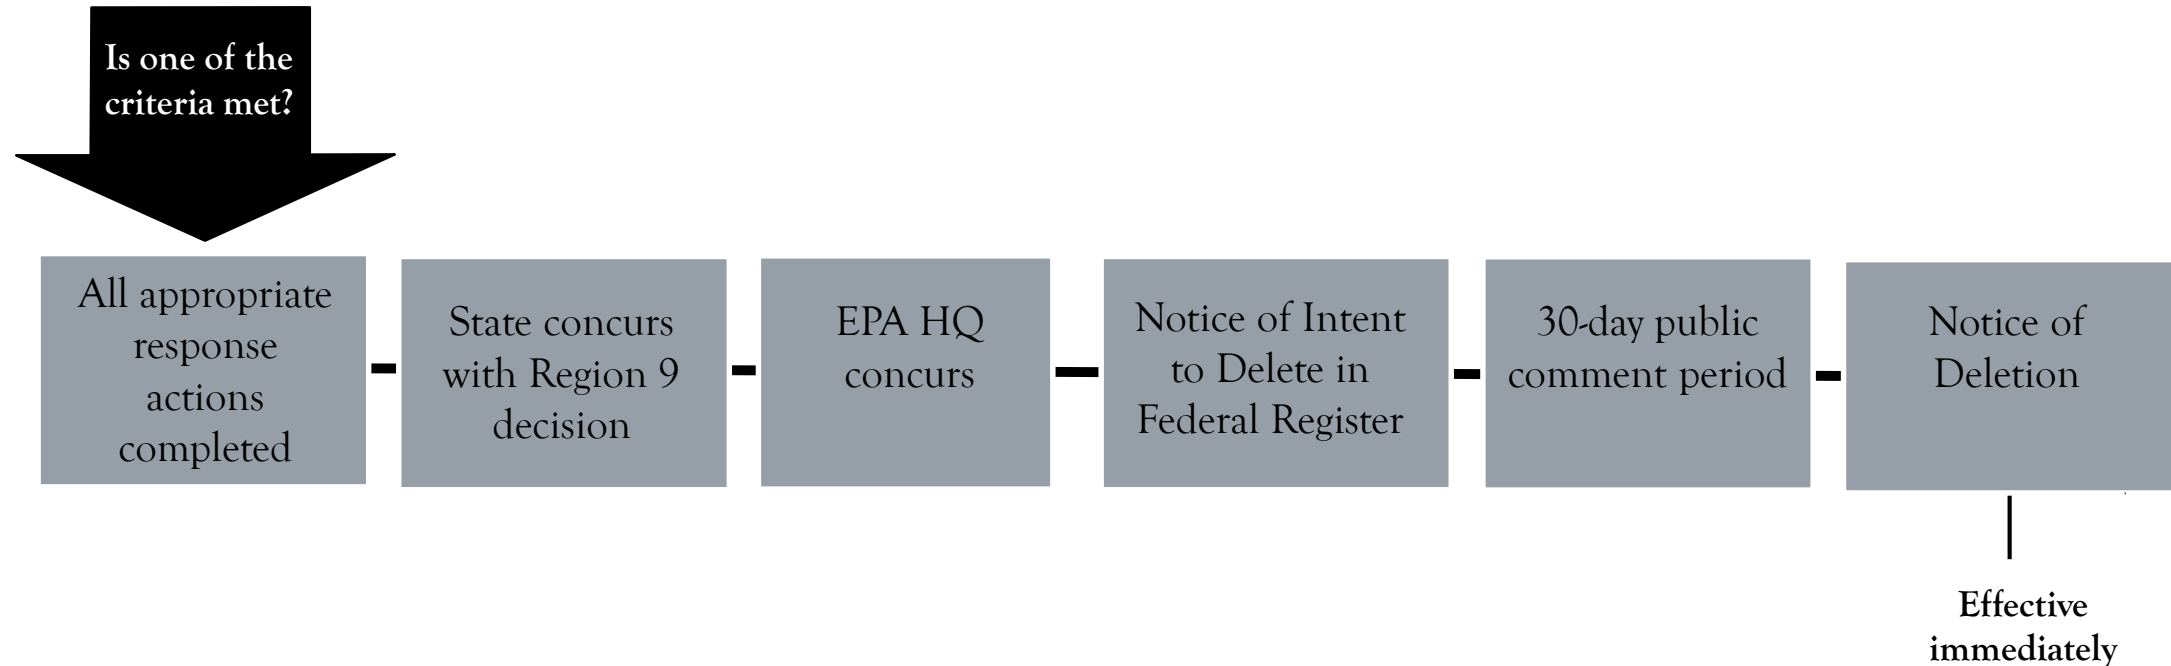 Is one of the
criteria met?
All appropriate
response
actions
completed
State concurs
with Region 9
decision
EPA HQ
concurs
Notice of Intent
to Delete in
Federal Register
30-day public
comment period
Notice of
Deletion
Effective
immediately